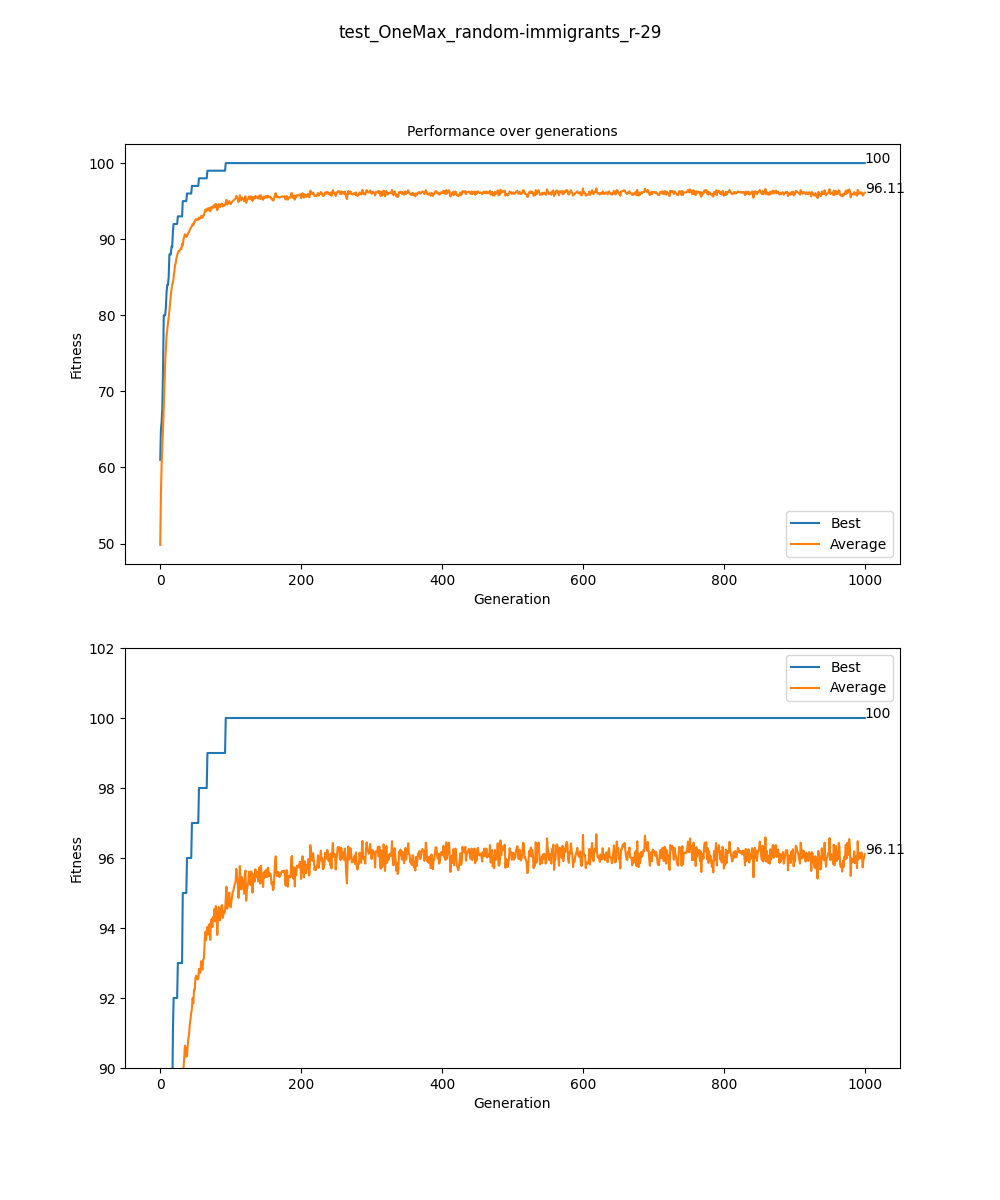 test_OneMax_random-immigrants_r-29
Performance over generations
100
96.11
100
90
80
70
60
50
Fitness
Best
Average
0 200 400 600 800 1000
Generation
102
100
98
96
94
92
90
Fitness
Best
Average
100
96.11
0 200 400 600 800 1000
Generation